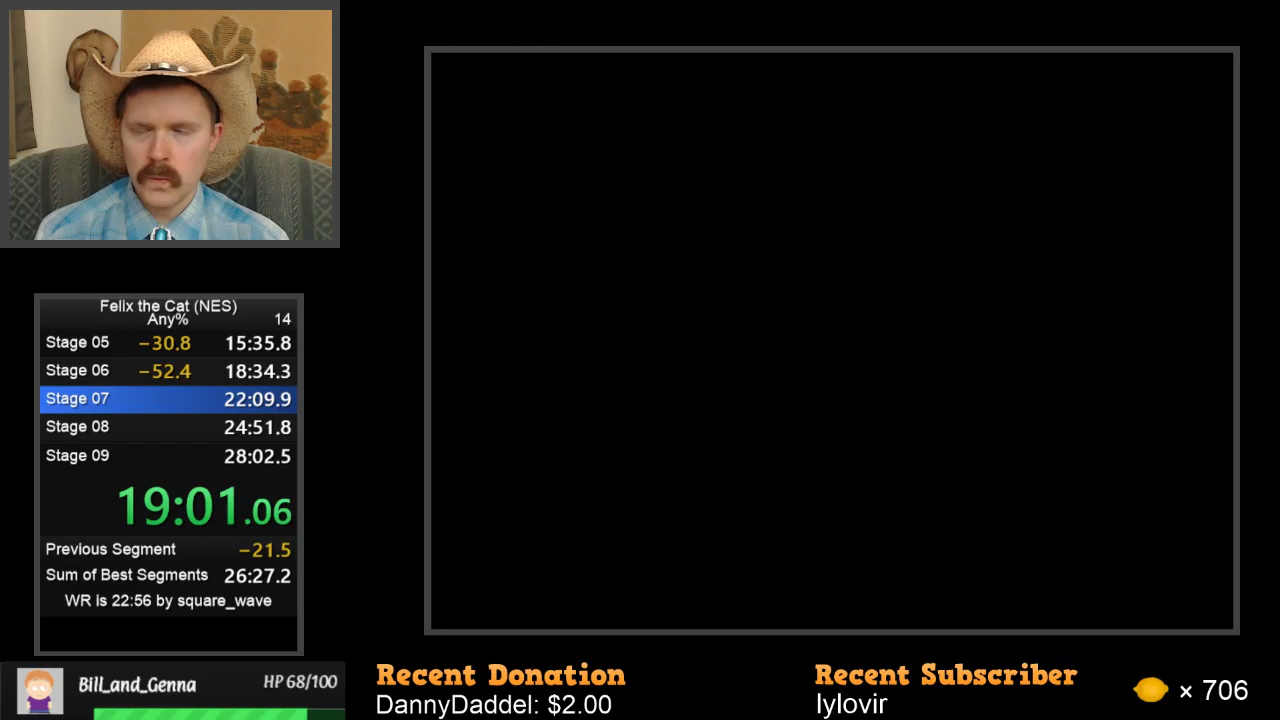 Felix the Cat (NES)
Any% 14
Stage 05 −30.8 15:35.8
Stage 06 −52.4 18:34.3
Stage 07 22:09.9
Stage 08 24:51.8
Stage 09 28:02.5
19:01.06
Previous Segment −21.5
Sum of Best Segments 26:27.2
WR is 22:56 by square_wave
Bill_and_Genna HP 68/100
Recent Donation
DannyDaddel: $2.00
Recent Subscriber
lylovir
× 706